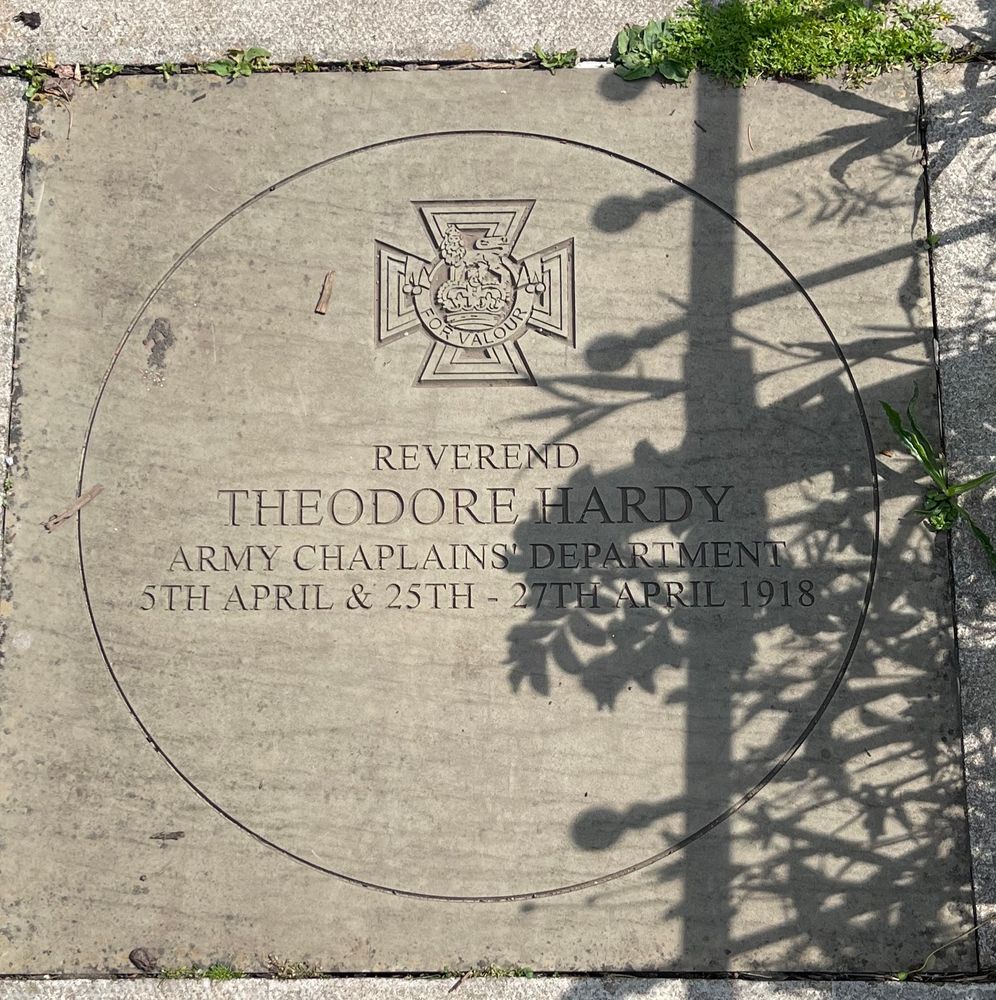 FOR VALOUR
REVEREND
THEODORE HARDY
ARMY CHAPLAINS' DEPARTMENT
5TH APRIL & 25TH - 27TH APRIL 1918